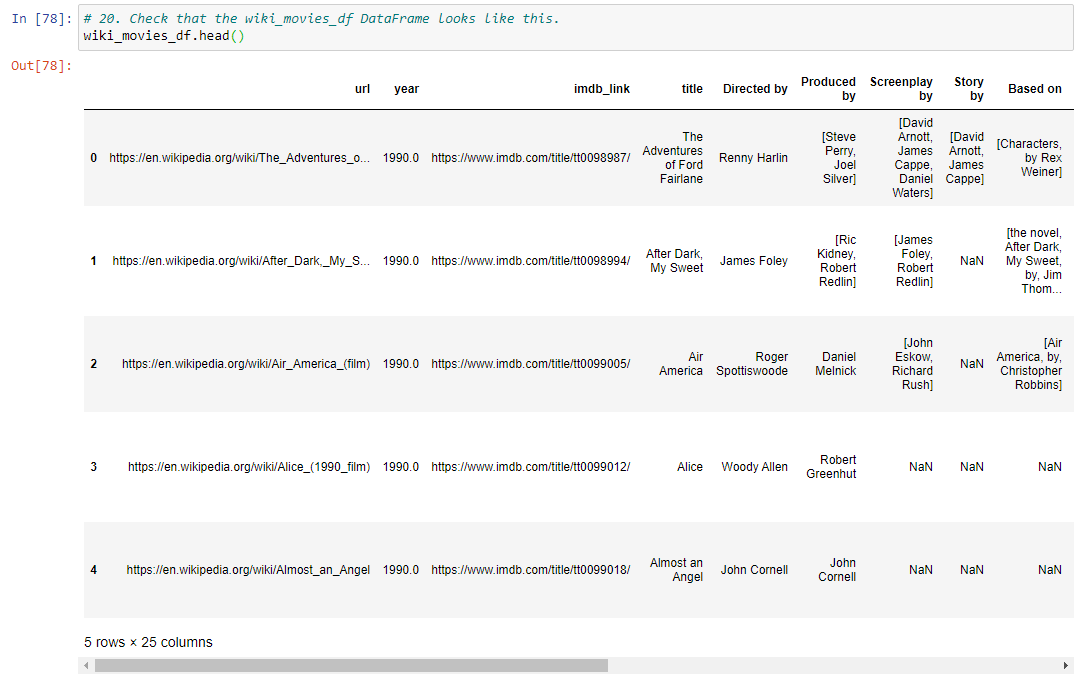 In [78]: # 20. Check that the wiki_movies_df DataFrame looks like this.
wiki_movies_df.head()
Out[78]:
url year imdb_link title Directed by Produced by Screenplay by Story by Based on
0 https://en.wikipedia.org/wiki/The_Adventures_o... 1990.0 https://www.imdb.com/title/tt0098987/ The Adventures of Ford Fairlane Renny Harlin [Steve Perry, Joel Silver] [David Arnott, James Cappe, Daniel Waters] [David Arnott, James Cappe] [Characters, by Rex Weiner]
1 https://en.wikipedia.org/wiki/After_Dark,_My_S... 1990.0 https://www.imdb.com/title/tt0098994/ After Dark, My Sweet James Foley [Ric Kidney, Robert Redlin] [James Foley, Robert Redlin] NaN [the novel, After Dark, My Sweet, by, Jim Thom...
2 https://en.wikipedia.org/wiki/Air_America_(film) 1990.0 https://www.imdb.com/title/tt0099005/ Air America Roger Spottiswoode Daniel Melnick [John Eskow, Richard Rush] NaN [Air America, by, Christopher Robbins]
3 https://en.wikipedia.org/wiki/Alice_(1990_film) 1990.0 https://www.imdb.com/title/tt0099012/ Alice Woody Allen Robert Greenhut NaN NaN NaN
4 https://en.wikipedia.org/wiki/Almost_an_Angel 1990.0 https://www.imdb.com/title/tt0099018/ Almost an Angel John Cornell John Cornell NaN NaN NaN
5 rows × 25 columns